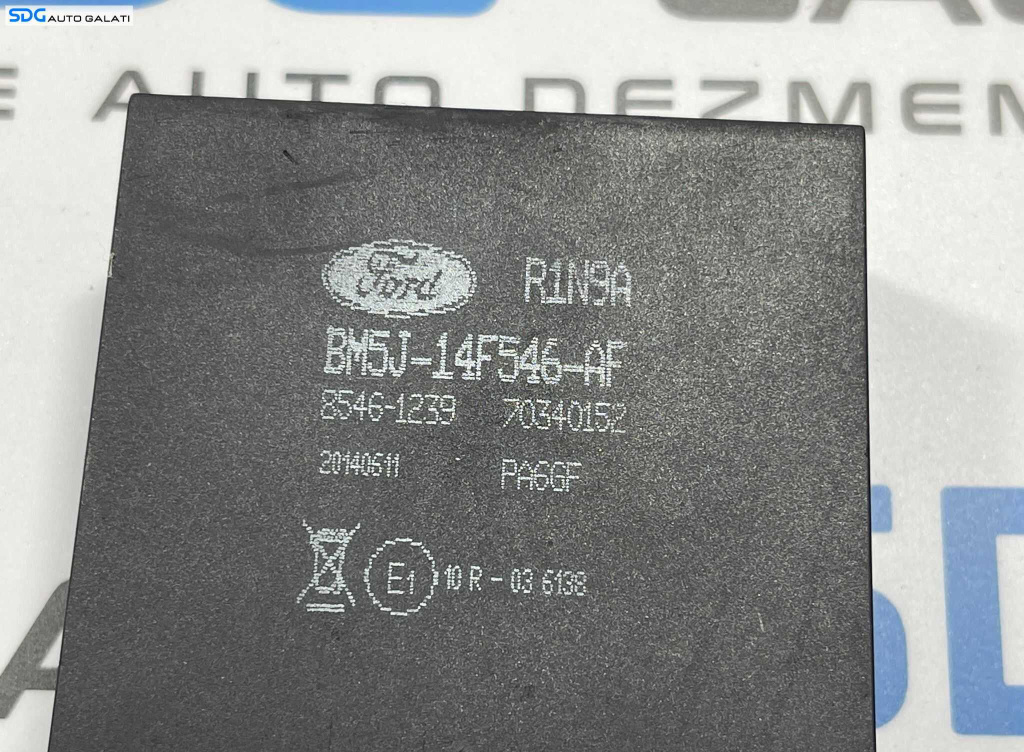 SDG AUTO GALATI
E AUTO DEZMEM
Ford R1N9A
BM5J-14F546-AF
8546-1239 70340152
20140611 PA6GF
E1 10 R - 03 6138